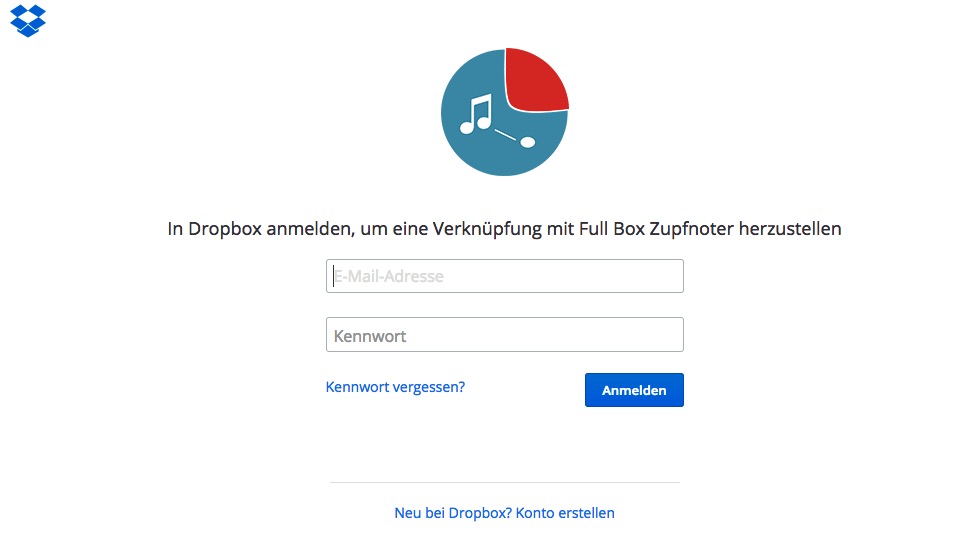 In Dropbox anmelden, um eine Verknüpfung mit Full Box Zupfnoter herzustellen
E-Mail-Adresse
Kennwort
Kennwort vergessen?
Anmelden
Neu bei Dropbox? Konto erstellen